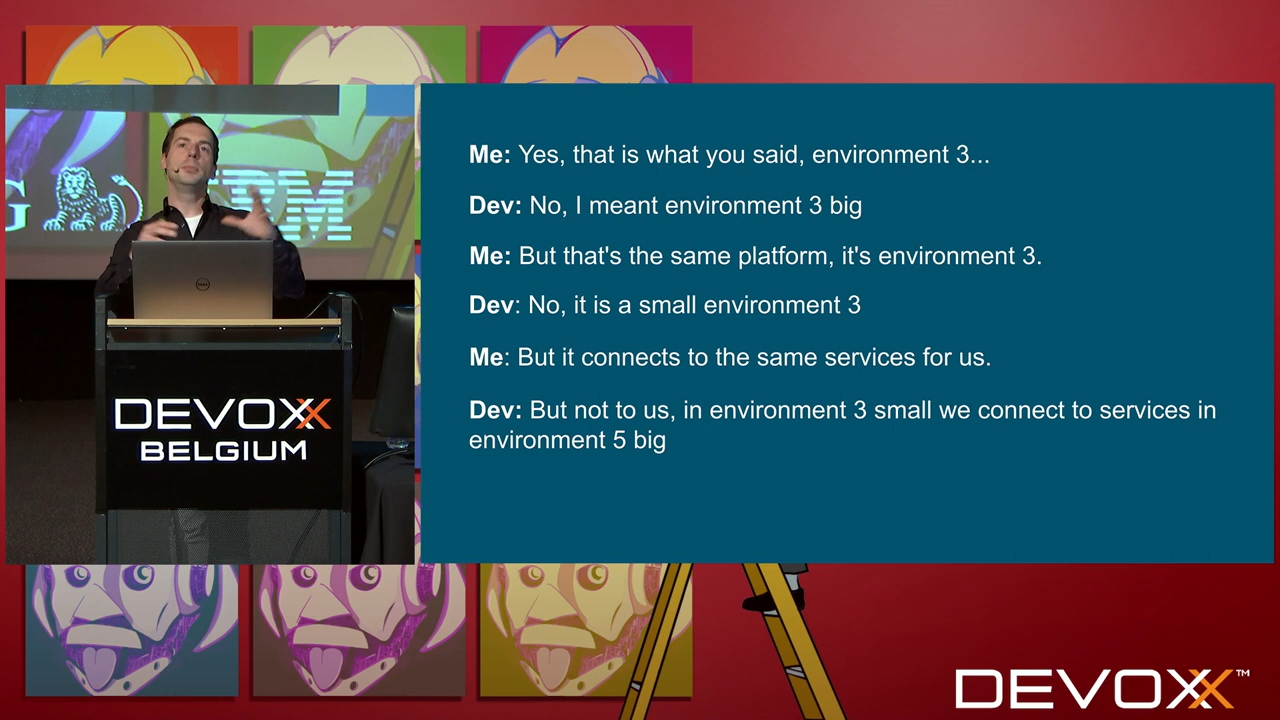 Me: Yes, that is what you said, environment 3...
Dev: No, I meant environment 3 big
Me: But that's the same platform, it's environment 3.
Dev: No, it is a small environment 3
Me: But it connects to the same services for us.
Dev: But not to us, in environment 3 small we connect to services in
environment 5 big
G
IBM
DELL
DEVOXX
BELGIUM
DEVOXX™